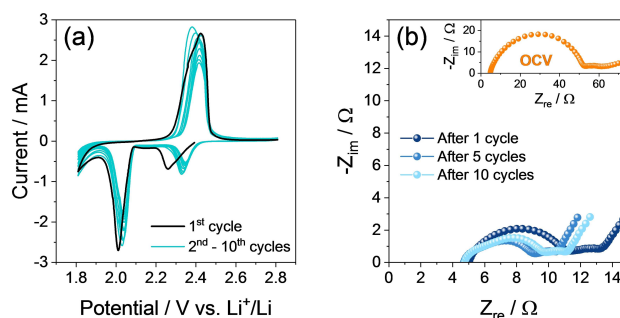 (a)
3
2
1
0
-1
-2
-3
Current / mA
1st cycle
2nd - 10th cycles
1.8 2.0 2.2 2.4 2.6 2.8 3.0
Potential / V vs. Li+/Li
(b)
14
12
10
8
6
4
2
0
-Zim / Ω
20
10
0
-Zim / Ω
OCV
0 20 40 60
Zre / Ω
After 1 cycle
After 5 cycles
After 10 cycles
0 2 4 6 8 10 12 14
Zre / Ω